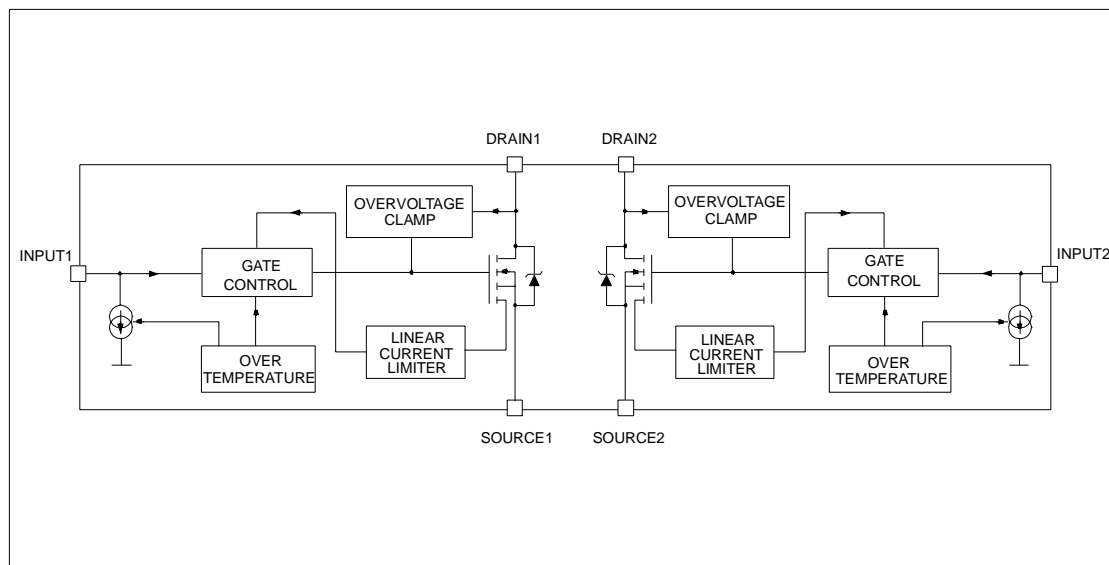 DRAIN1
DRAIN2
OVERVOLTAGE
CLAMP
OVERVOLTAGE
CLAMP
INPUT1
GATE
CONTROL
GATE
CONTROL
INPUT2
LINEAR
CURRENT
LIMITER
LINEAR
CURRENT
LIMITER
OVER
TEMPERATURE
OVER
TEMPERATURE
SOURCE1
SOURCE2